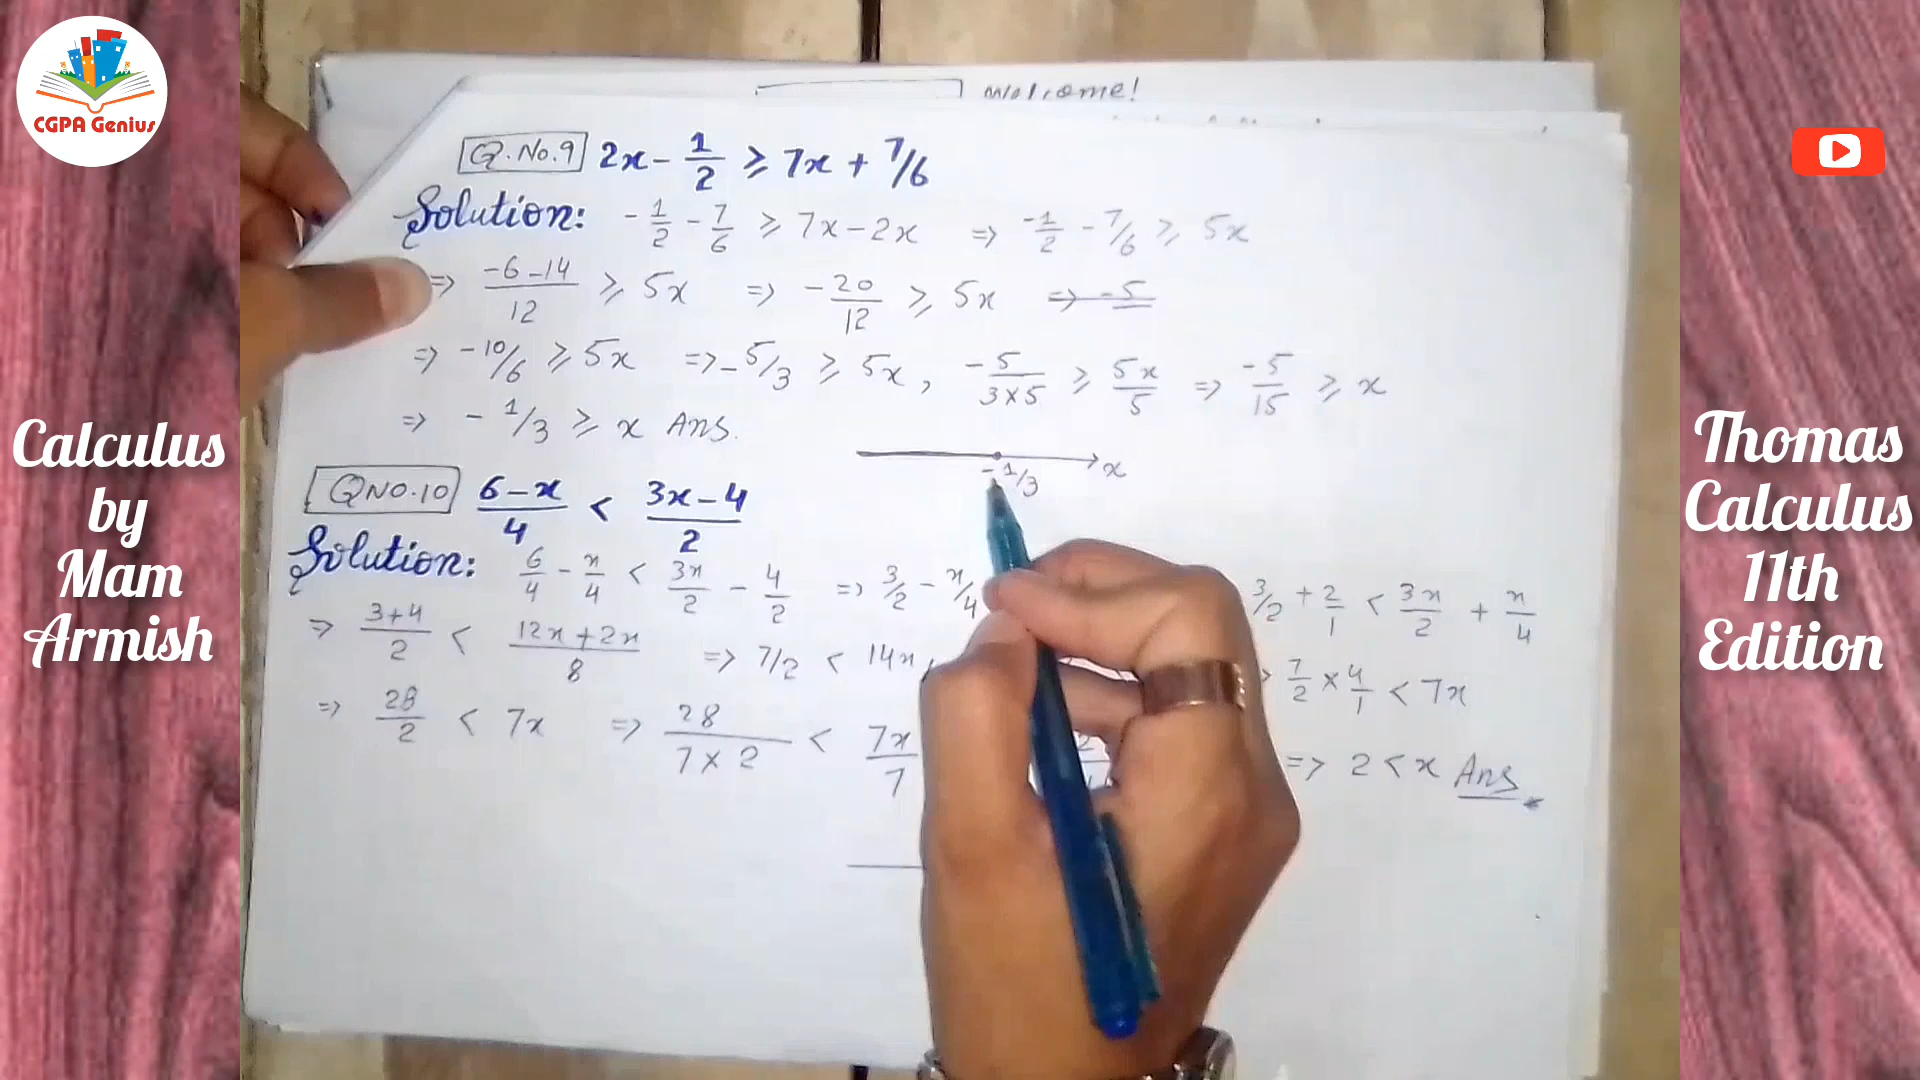 CGPA Genius
Calculus
by
Mam
Armish
Welcome!
Q.No.9 2x - 1/2 ≥ 7x + 7/6
Solution: -1/2 - 7/6 ≥ 7x - 2x ⇒ -1/2 - 7/6 ≥ 5x
⇒ -6-14/12 ≥ 5x ⇒ -20/12 ≥ 5x ⇒ -5
⇒ -10/6 ≥ 5x ⇒ -5/3 ≥ 5x, -5/3×5 ≥ 5x/5 ⇒ -5/15 ≥ x
⇒ -1/3 ≥ x Ans.
-1/3 x
QNO.10 6-x/4 < 3x-4/2
Solution: 6/4 - x/4 < 3x/2 - 4/2 ⇒ 3/2 - x/4 3/2 + 2/1 < 3x/2 + x/4
⇒ 3+4/2 < 12x+2x/8 ⇒ 7/2 < 14x 7/2 × 4/1 < 7x
⇒ 28/2 < 7x ⇒ 28/7×2 < 7x/7 ⇒ 2 < x Ans.
Thomas
Calculus
11th
Edition